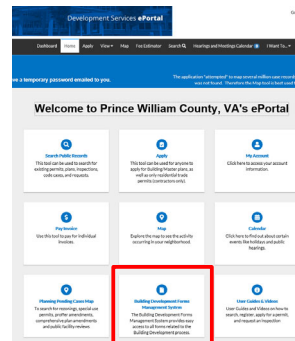 Development Services ePortal
Dashboard Home Apply View Map Fee Estimator Search Hearings and Meetings Calendar I Want To...
ve a temporary password emailed to you.
The application "attempted" to map several million case records
was not found. Therefore the Map tool is best used
Welcome to Prince William County, VA's ePortal
Search Public Records
This tool can be used to search for
existing permits, plans, inspections,
code cases, and requests.
Apply
This tool can be used for anyone to
apply for Building/Master plans, as
well as only residential trade
permits (contractors only).
My Account
Click here to access your account
information.
Pay Invoice
Use this tool to pay for individual
invoices.
Map
Explore the map to see the activity
occurring in your neighborhood.
Calendar
Click here to find out about certain
events like holidays and public
hearings.
Planning Pending Cases Map
To search for rezonings, special use
permits, proffer amendments,
comprehensive plan amendments
and public facility reviews.
Building Development Forms
Management System
The Building Development Forms
Management System provides easy
access to all forms related to the
Building Development process.
User Guides & Videos
User Guides and Videos on how to
search, register, apply for a permit,
and request an inspection